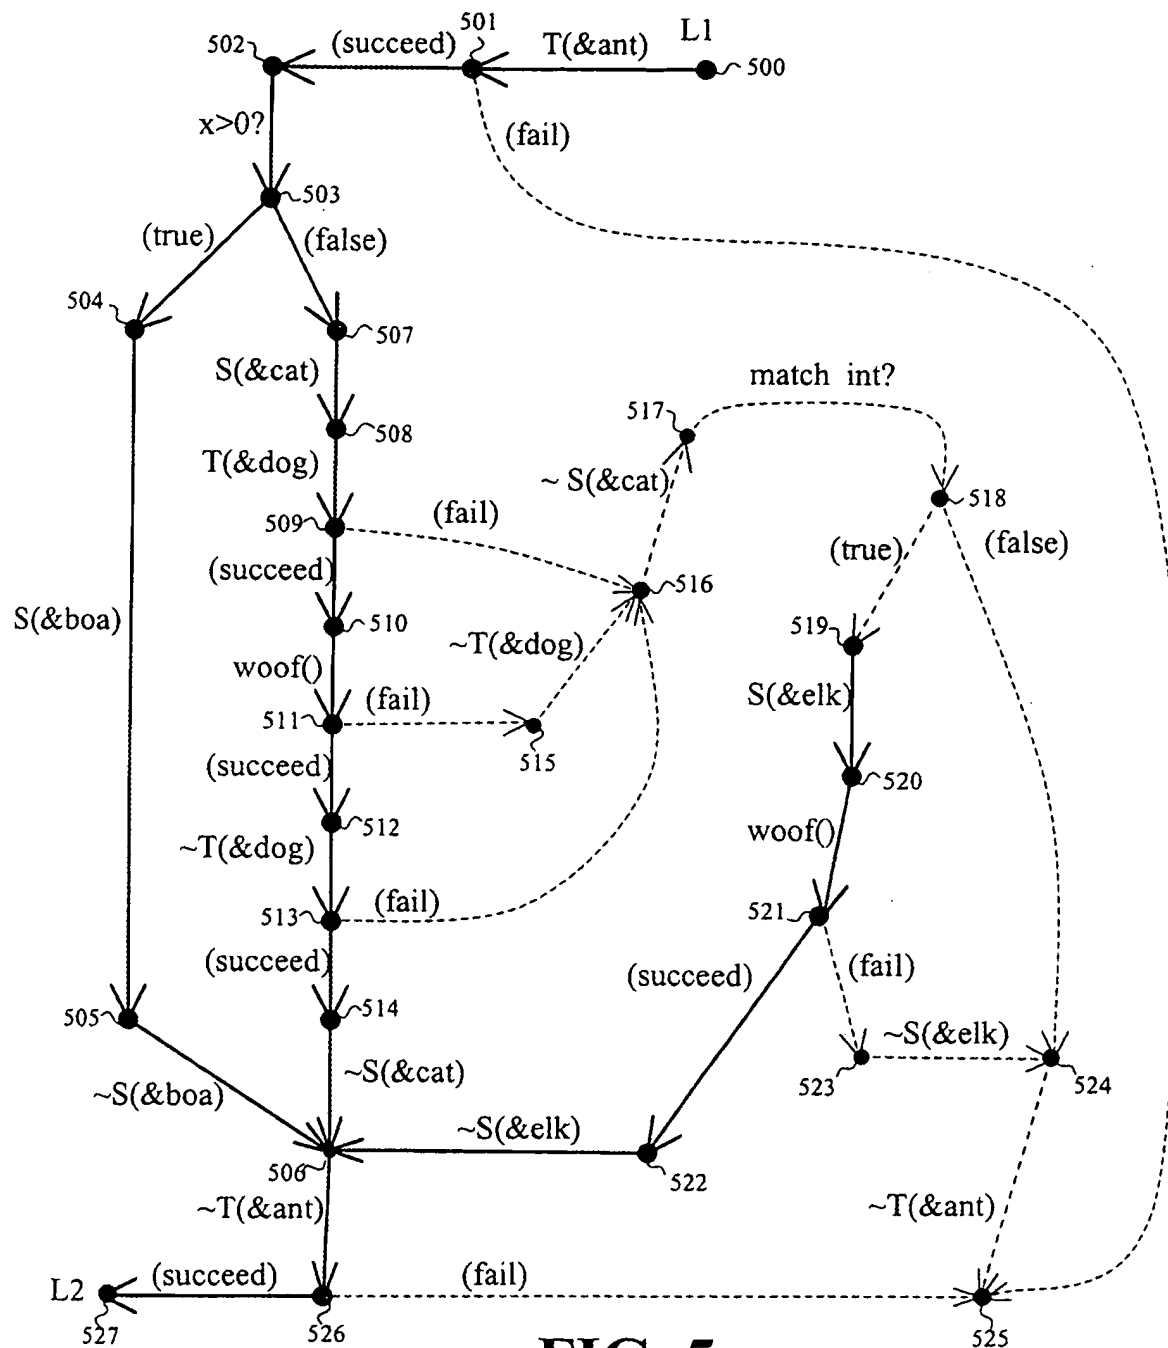 501
502
(succeed)
T(&ant)
L1
500
x>0?
(fail)
503
(true)
(false)
504
507
S(&cat)
match int?
508
517
T(&dog)
~ S(&cat)
518
509
(fail)
(true)
(false)
(succeed)
516
S(&boa)
510
~T(&dog)
519
woof()
(fail)
S(&elk)
511
515
(succeed)
520
512
~T(&dog)
woof()
513
(fail)
521
(succeed)
(succeed)
(fail)
505
514
~S(&elk)
~S(&cat)
523
524
~S(&boa)
~S(&elk)
506
522
~T(&ant)
~T(&ant)
L2
(succeed)
(fail)
527
526
525
FIG. 5